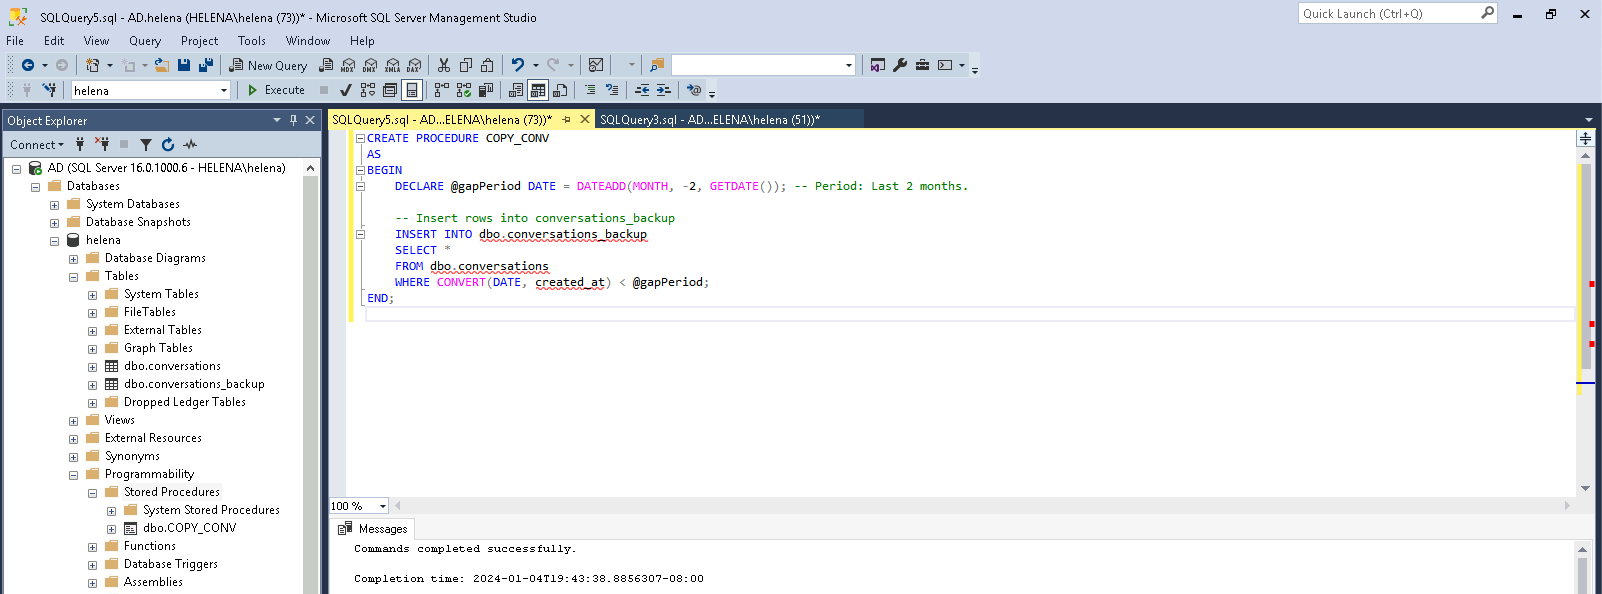 SQLQuery5.sql - AD.helena (HELENA\helena (73))* - Microsoft SQL Server Management Studio
Quick Launch (Ctrl+Q)
File Edit View Query Project Tools Window Help
New Query MDX DMX XMLA DAX
helena Execute
Object Explorer
SQLQuery5.sql - AD...ELENA\helena (73))* SQLQuery3.sql - AD...ELENA\helena (51))*
Connect
AD (SQL Server 16.0.1000.6 - HELENA\helena)
Databases
System Databases
Database Snapshots
helena
Database Diagrams
Tables
System Tables
FileTables
External Tables
Graph Tables
dbo.conversations
dbo.conversations_backup
Dropped Ledger Tables
Views
External Resources
Synonyms
Programmability
Stored Procedures
System Stored Procedures
dbo.COPY_CONV
Functions
Database Triggers
Assemblies
CREATE PROCEDURE COPY_CONV
AS
BEGIN
DECLARE @gapPeriod DATE = DATEADD(MONTH, -2, GETDATE()); -- Period: Last 2 months.
-- Insert rows into conversations_backup
INSERT INTO dbo.conversations_backup
SELECT *
FROM dbo.conversations
WHERE CONVERT(DATE, created_at) < @gapPeriod;
END;
100 %
Messages
Commands completed successfully.
Completion time: 2024-01-04T19:43:38.8856307-08:00